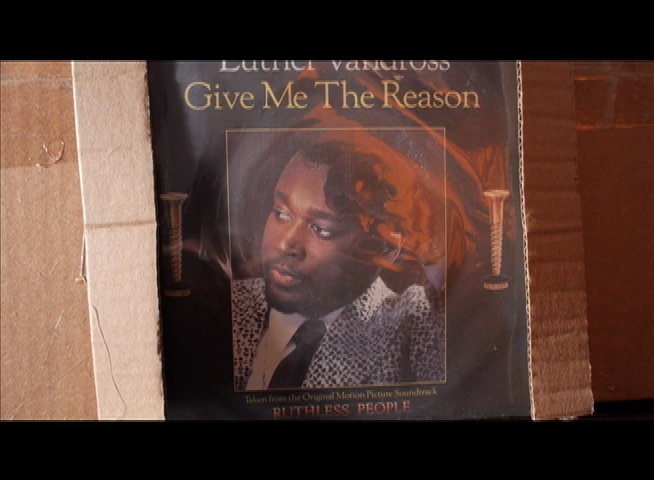 Luther Vandross
Give Me The Reason
Taken from the Original Motion Picture Soundtrack
RUTHLESS PEOPLE